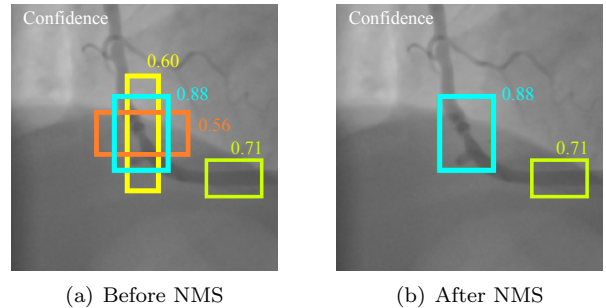 Confidence
0.60
0.88
0.56
0.71
(a) Before NMS
Confidence
0.88
0.71
(b) After NMS